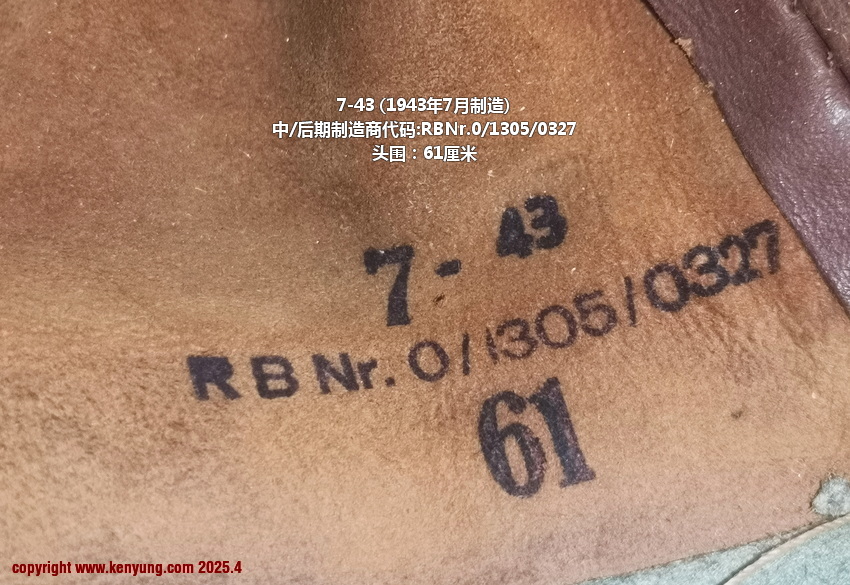 7-43 (1943年7月制造)
中/后期制造商代码:RBNr.0/1305/0327
头围：61厘米
7 - 43
RBNr. 0/1305/0327
61
copyright www.kenyung.com 2025.4